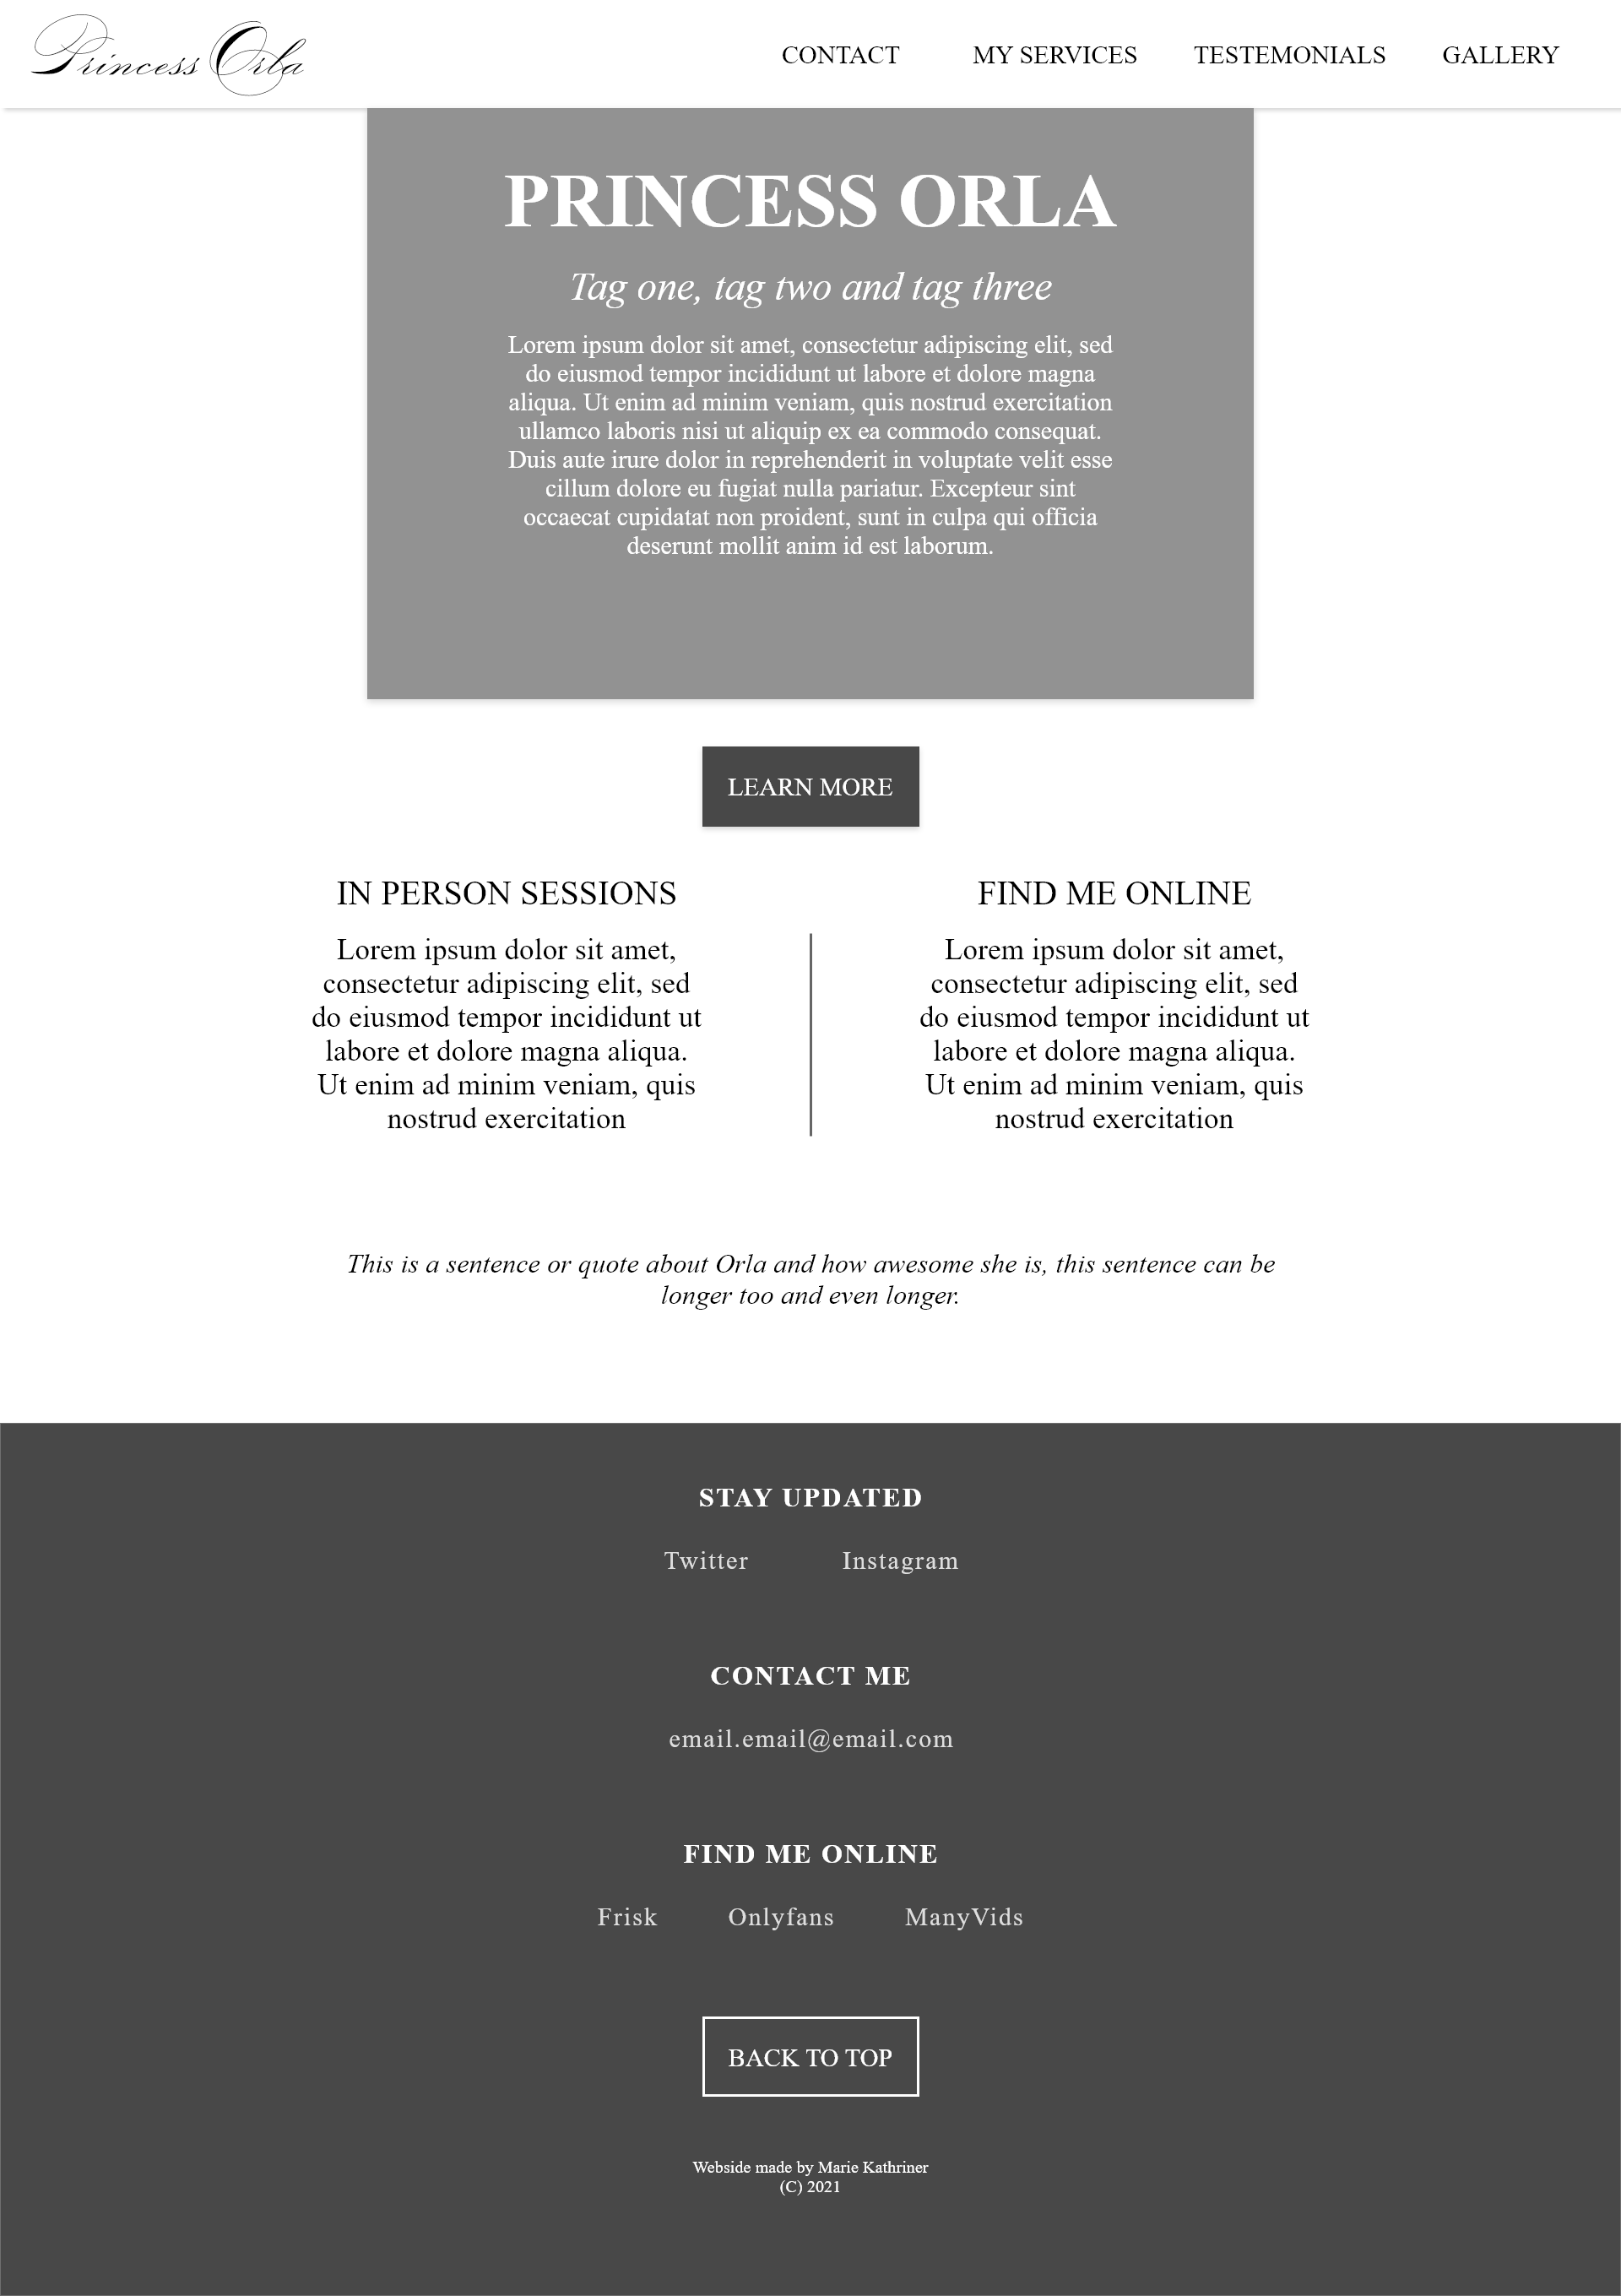 Princess Orla
CONTACT MY SERVICES TESTEMONIALS GALLERY
PRINCESS ORLA
Tag one, tag two and tag three
Lorem ipsum dolor sit amet, consectetur adipiscing elit, sed
do eiusmod tempor incididunt ut labore et dolore magna
aliqua. Ut enim ad minim veniam, quis nostrud exercitation
ullamco laboris nisi ut aliquip ex ea commodo consequat.
Duis aute irure dolor in reprehenderit in voluptate velit esse
cillum dolore eu fugiat nulla pariatur. Excepteur sint
occaecat cupidatat non proident, sunt in culpa qui officia
deserunt mollit anim id est laborum.
LEARN MORE
IN PERSON SESSIONS
Lorem ipsum dolor sit amet,
consectetur adipiscing elit, sed
do eiusmod tempor incididunt ut
labore et dolore magna aliqua.
Ut enim ad minim veniam, quis
nostrud exercitation
FIND ME ONLINE
Lorem ipsum dolor sit amet,
consectetur adipiscing elit, sed
do eiusmod tempor incididunt ut
labore et dolore magna aliqua.
Ut enim ad minim veniam, quis
nostrud exercitation
This is a sentence or quote about Orla and how awesome she is, this sentence can be
longer too and even longer.
STAY UPDATED
Twitter Instagram
CONTACT ME
email.email@email.com
FIND ME ONLINE
Frisk Onlyfans ManyVids
BACK TO TOP
Webside made by Marie Kathriner
(C) 2021